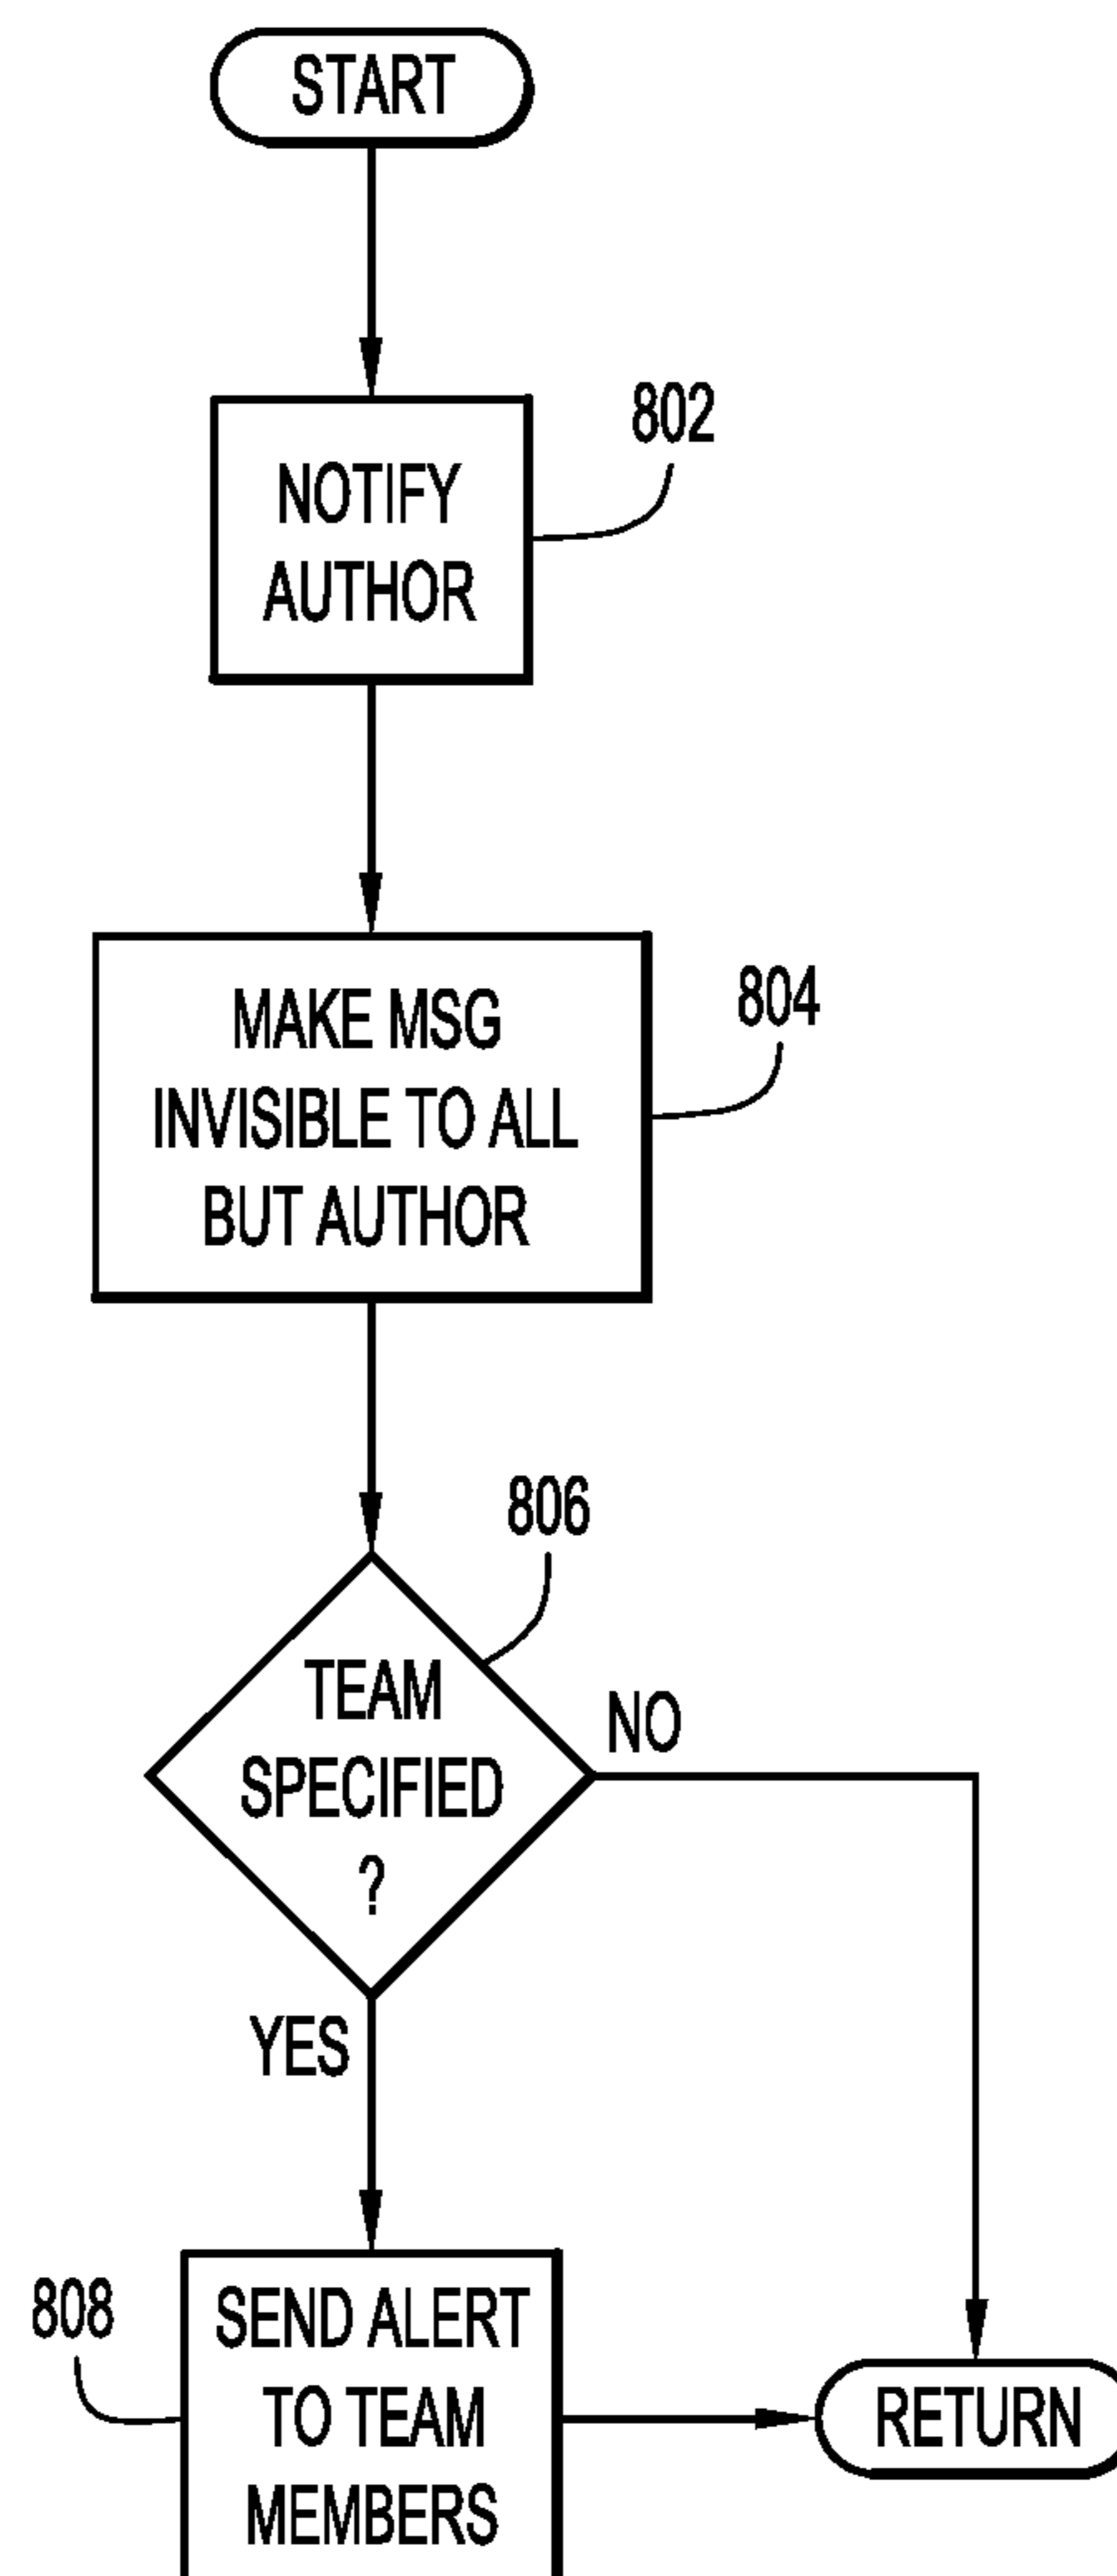 START
802
NOTIFY
AUTHOR
804
MAKE MSG
INVISIBLE TO ALL
BUT AUTHOR
806
TEAM
SPECIFIED
?
NO
YES
808
SEND ALERT
TO TEAM
MEMBERS
RETURN